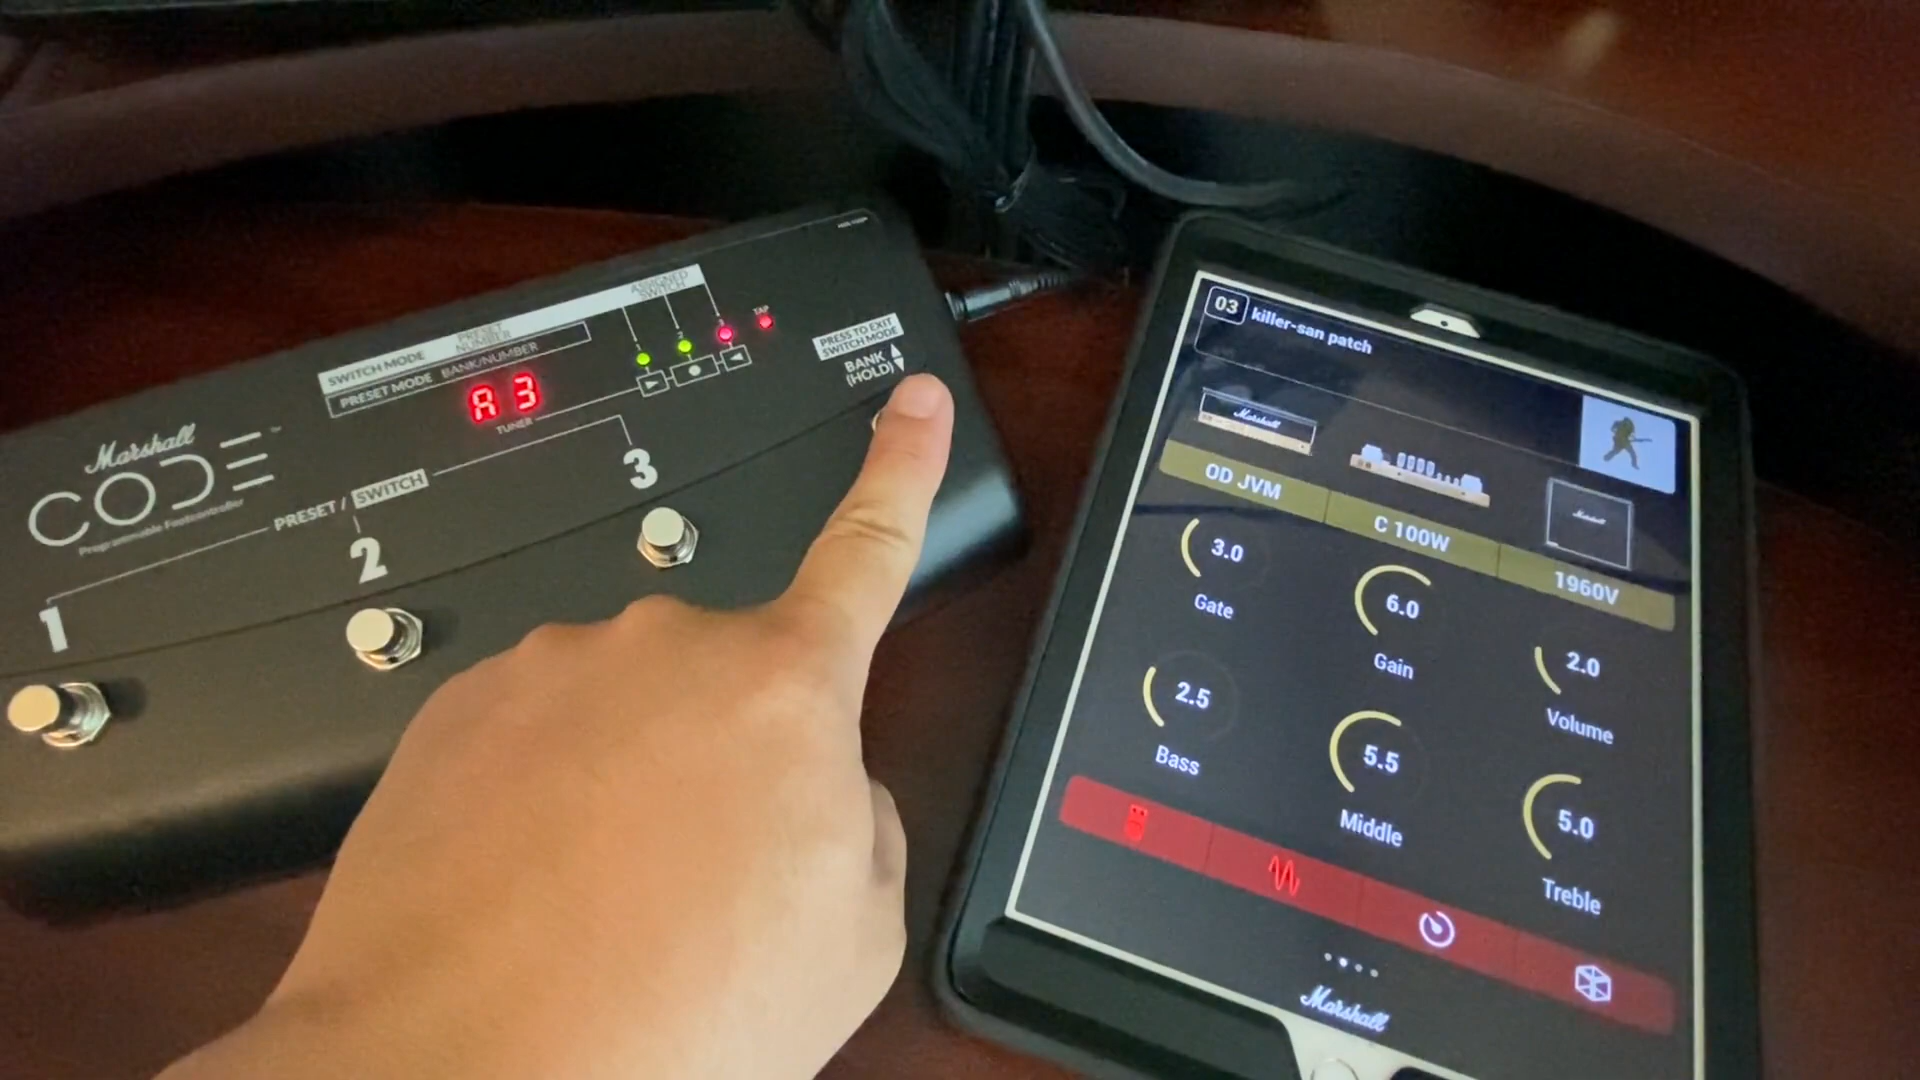 Marshall
CODE
™
Programmable Footcontroller
SWITCH MODE
PRESET
NUMBER
PRESET MODE BANK/NUMBER
A 3
TUNER
ASSIGNED
SWITCH
1
2
3
TAP
PRESS TO EXIT
SWITCH MODE
BANK
(HOLD)
PRESET / SWITCH
1
2
3
03 killer-san patch
Marshall
OD JVM
C 100W
1960V
3.0
Gate
6.0
Gain
2.0
Volume
2.5
Bass
5.5
Middle
5.0
Treble
Marshall